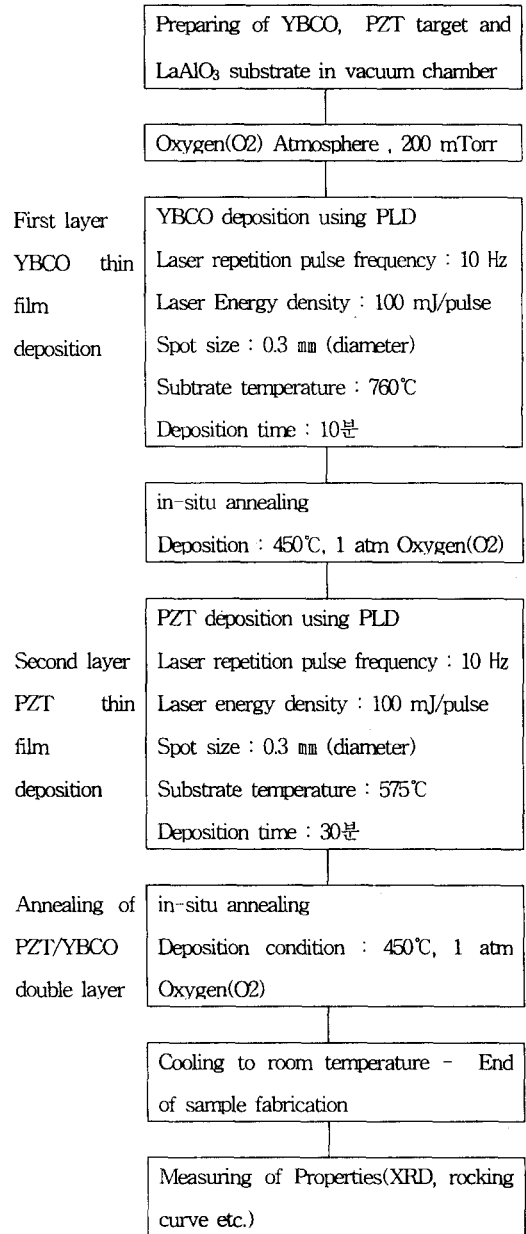 Preparing of YBCO, PZT target and
LaAlO₃ substrate in vacuum chamber
Oxygen(O2) Atmosphere , 200 mTorr
First layer
YBCO thin
film
deposition
YBCO deposition using PLD
Laser repetition pulse frequency : 10 Hz
Laser Energy density : 100 mJ/pulse
Spot size : 0.3 ㎜ (diameter)
Subtrate temperature : 760℃
Deposition time : 10분
in-situ annealing
Deposition : 450℃, 1 atm Oxygen(O2)
Second layer
PZT thin
film
deposition
PZT deposition using PLD
Laser repetition pulse frequency : 10 Hz
Laser energy density : 100 mJ/pulse
Spot size : 0.3 ㎜ (diameter)
Substrate temperature : 575℃
Deposition time : 30분
Annealing of
PZT/YBCO
double layer
in-situ annealing
Deposition condition : 450℃, 1 atm
Oxygen(O2)
Cooling to room temperature - End
of sample fabrication
Measuring of Properties(XRD, rocking
curve etc.)